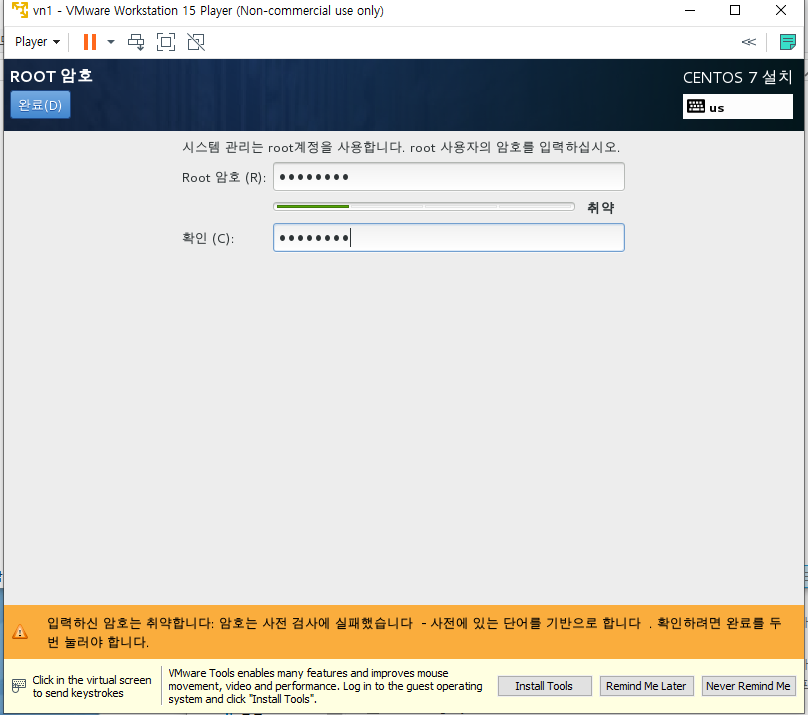 vn1 - VMware Workstation 15 Player (Non-commercial use only)
Player
ROOT 암호
CENTOS 7 설치
완료(D)
us
시스템 관리는 root계정을 사용합니다. root 사용자의 암호를 입력하십시오.
Root 암호 (R):
취약
확인 (C):
입력하신 암호는 취약합니다: 암호는 사전 검사에 실패했습니다 - 사전에 있는 단어를 기반으로 합니다 . 확인하려면 완료를 두
번 눌러야 합니다.
Click in the virtual screen
to send keystrokes
VMware Tools enables many features and improves mouse
movement, video and performance. Log in to the guest operating
system and click "Install Tools".
Install Tools
Remind Me Later
Never Remind Me